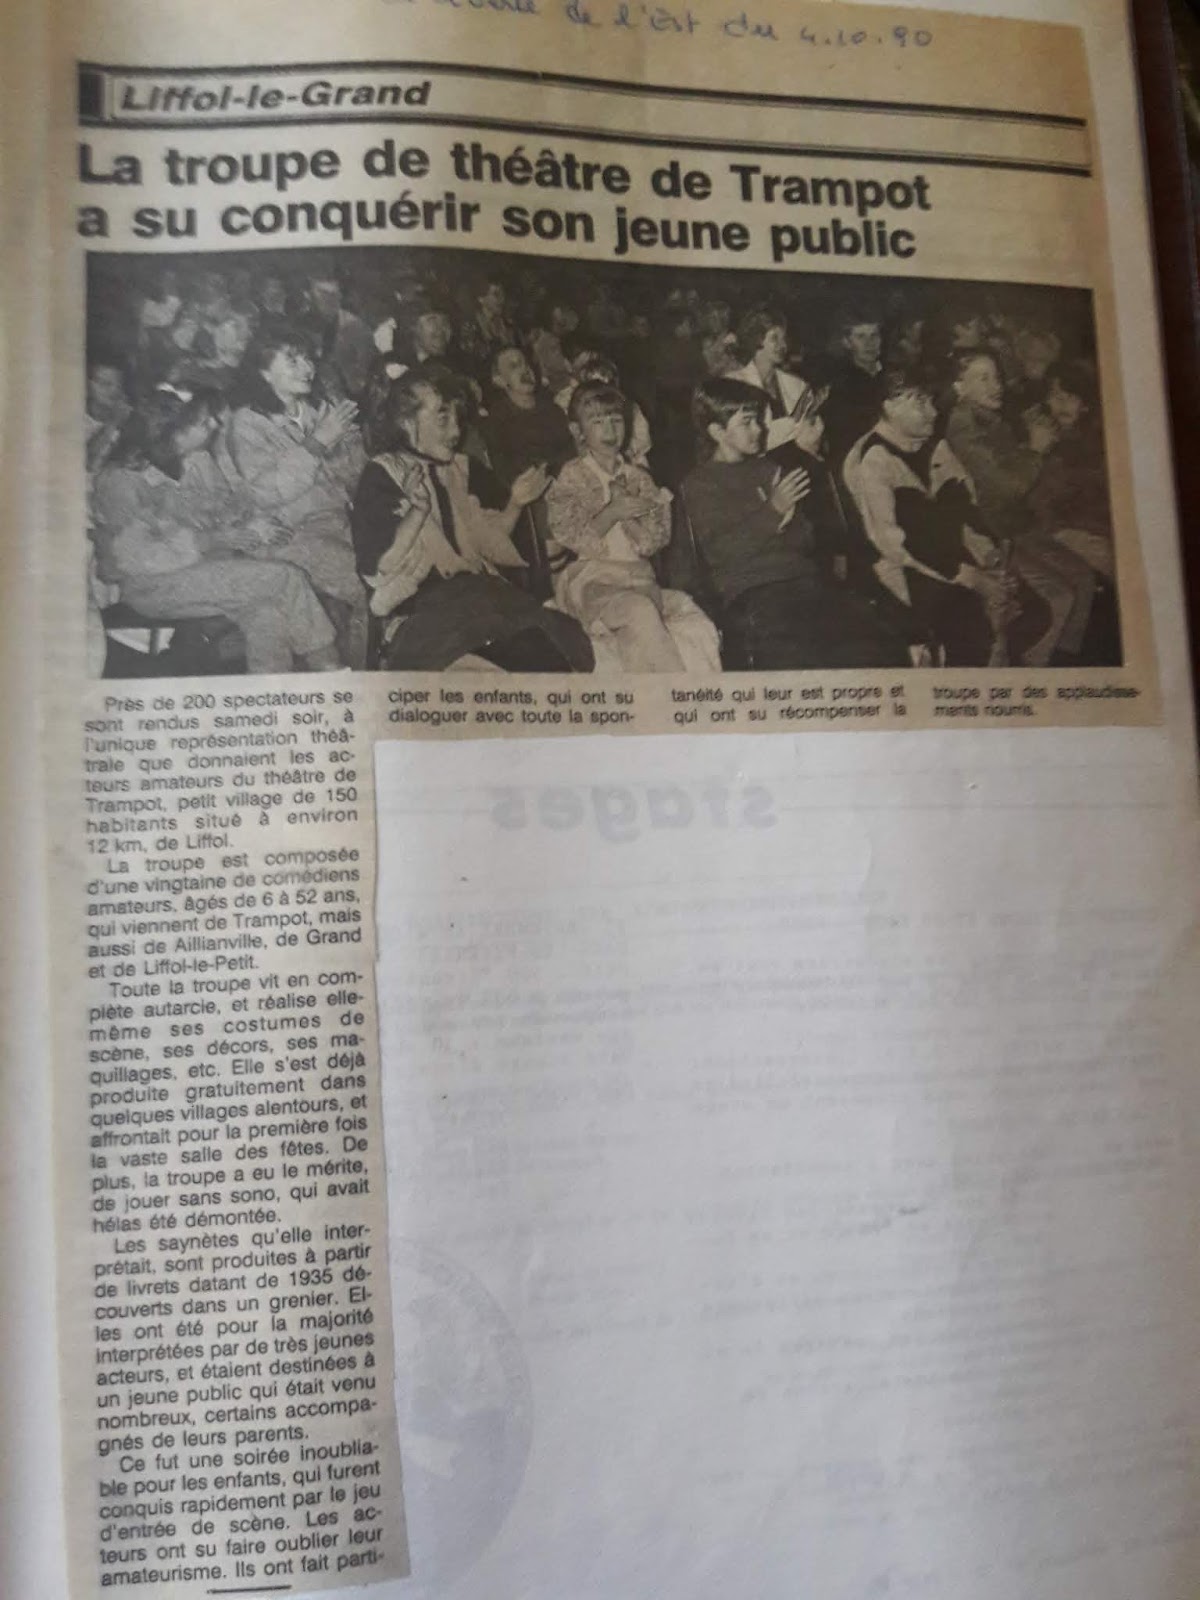 de l'Est du 4.10.90
Liffol-le-Grand
La troupe de théâtre de Trampot
a su conquérir son jeune public
Près de 200 spectateurs se
sont rendus samedi soir, à
l'unique représentation théâ-
trale que donnaient les ac-
teurs amateurs du théâtre de
Trampot, petit village de 150
habitants situé à environ
12 km, de Liffol.
La troupe est composée
d'une vingtaine de comédiens
amateurs, âgés de 6 à 52 ans,
qui viennent de Trampot, mais
aussi de Aillianville, de Grand
et de Liffol-le-Petit.
Toute la troupe vit en com-
plète autarcie, et réalise elle-
même ses costumes de
scène, ses décors, ses ma-
quillages, etc. Elle s'est déjà
produite gratuitement dans
quelques villages alentours, et
affrontait pour la première fois
la vaste salle des fêtes. De
plus, la troupe a eu le mérite,
de jouer sans sono, qui avait
hélas été démontée.
Les saynètes qu'elle inter-
prétait, sont produites à partir
de livrets datant de 1935 dé-
couverts dans un grenier. El-
les ont été pour la majorité
interprétées par de très jeunes
acteurs, et étaient destinées à
un jeune public qui était venu
nombreux, certains accompa-
gnés de leurs parents.
Ce fut une soirée inoublia-
ble pour les enfants, qui furent
conquis rapidement par le jeu
d'entrée de scène. Les ac-
teurs ont su faire oublier leur
amateurisme. Ils ont fait parti-
ciper les enfants, qui ont su
dialoguer avec toute la spon-
tanéité qui leur est propre et
qui ont su récompenser la
troupe par des applaudisse-
ments nourris.
stages